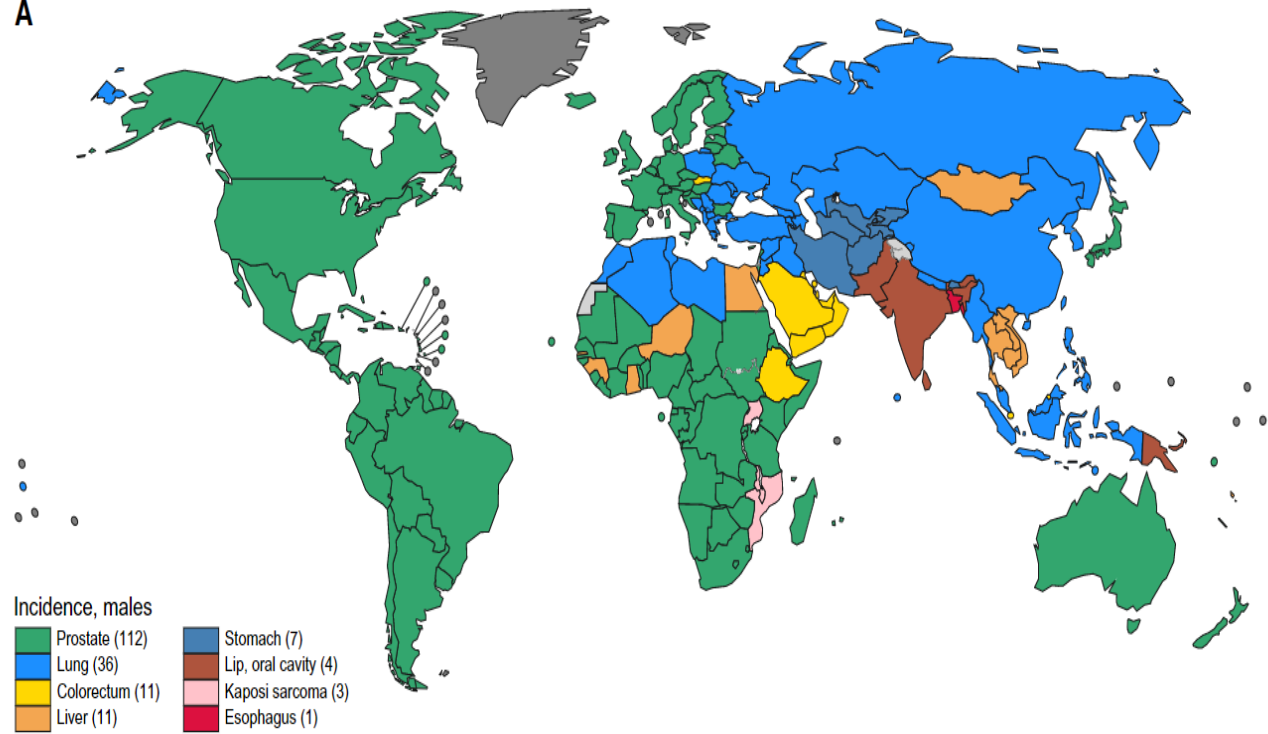 A
Incidence, males
Prostate (112)
Lung (36)
Colorectum (11)
Liver (11)
Stomach (7)
Lip, oral cavity (4)
Kaposi sarcoma (3)
Esophagus (1)